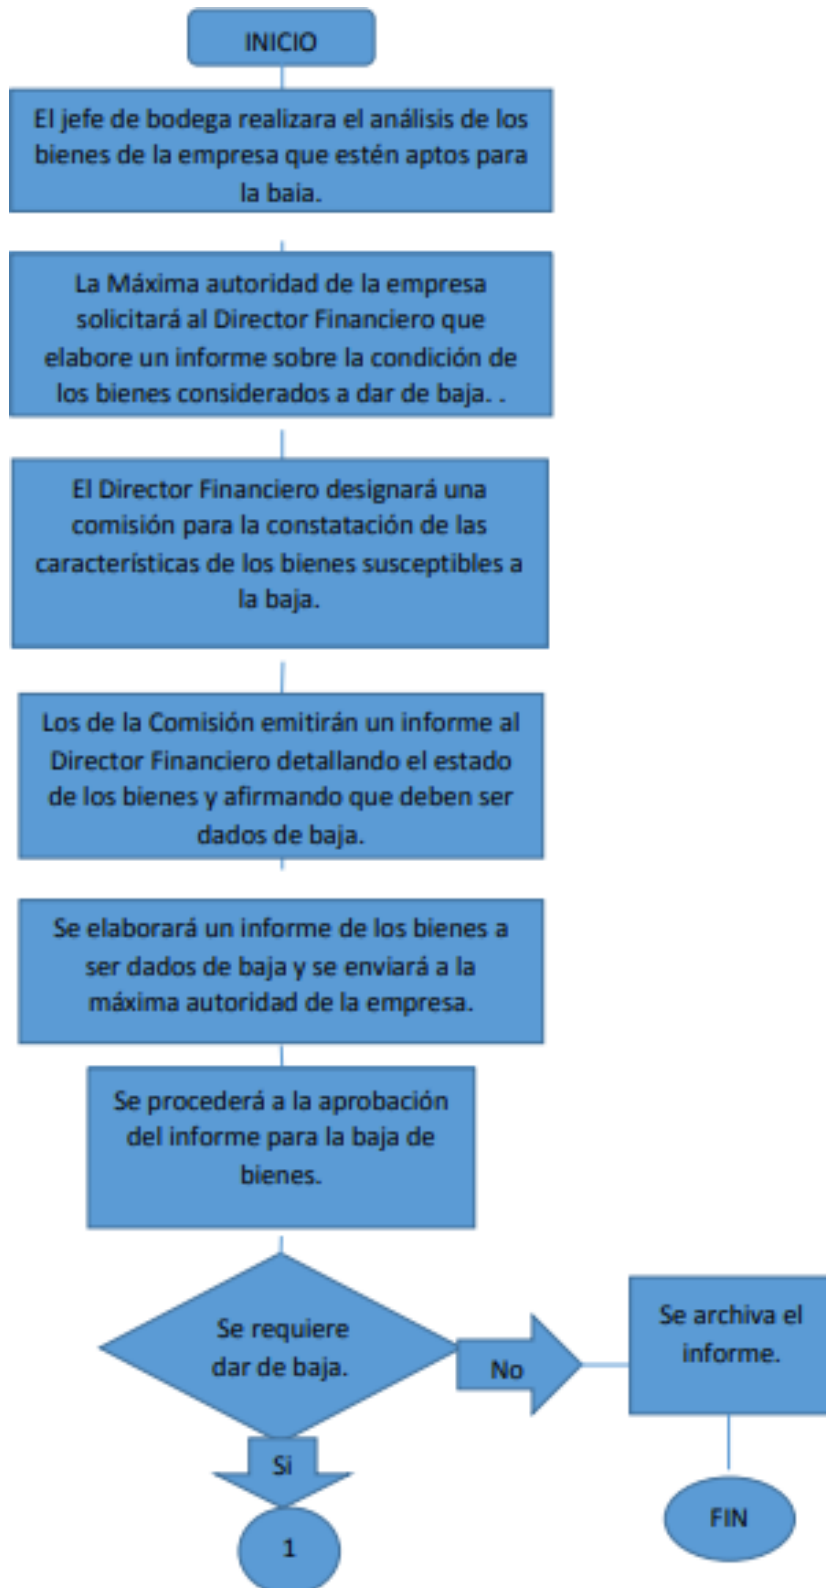 INICIO
El jefe de bodega realizara el análisis de los
bienes de la empresa que estén aptos para
la baja.
La Máxima autoridad de la empresa
solicitará al Director Financiero que
elabore un informe sobre la condición de
los bienes considerados a dar de baja. .
El Director Financiero designará una
comisión para la constatación de las
características de los bienes susceptibles a
la baja.
Los de la Comisión emitirán un informe al
Director Financiero detallando el estado
de los bienes y afirmando que deben ser
dados de baja.
Se elaborará un informe de los bienes a
ser dados de baja y se enviará a la
máxima autoridad de la empresa.
Se procederá a la aprobación
del informe para la baja de
bienes.
Se requiere
dar de baja.
No
Se archiva el
informe.
FIN
Si
1